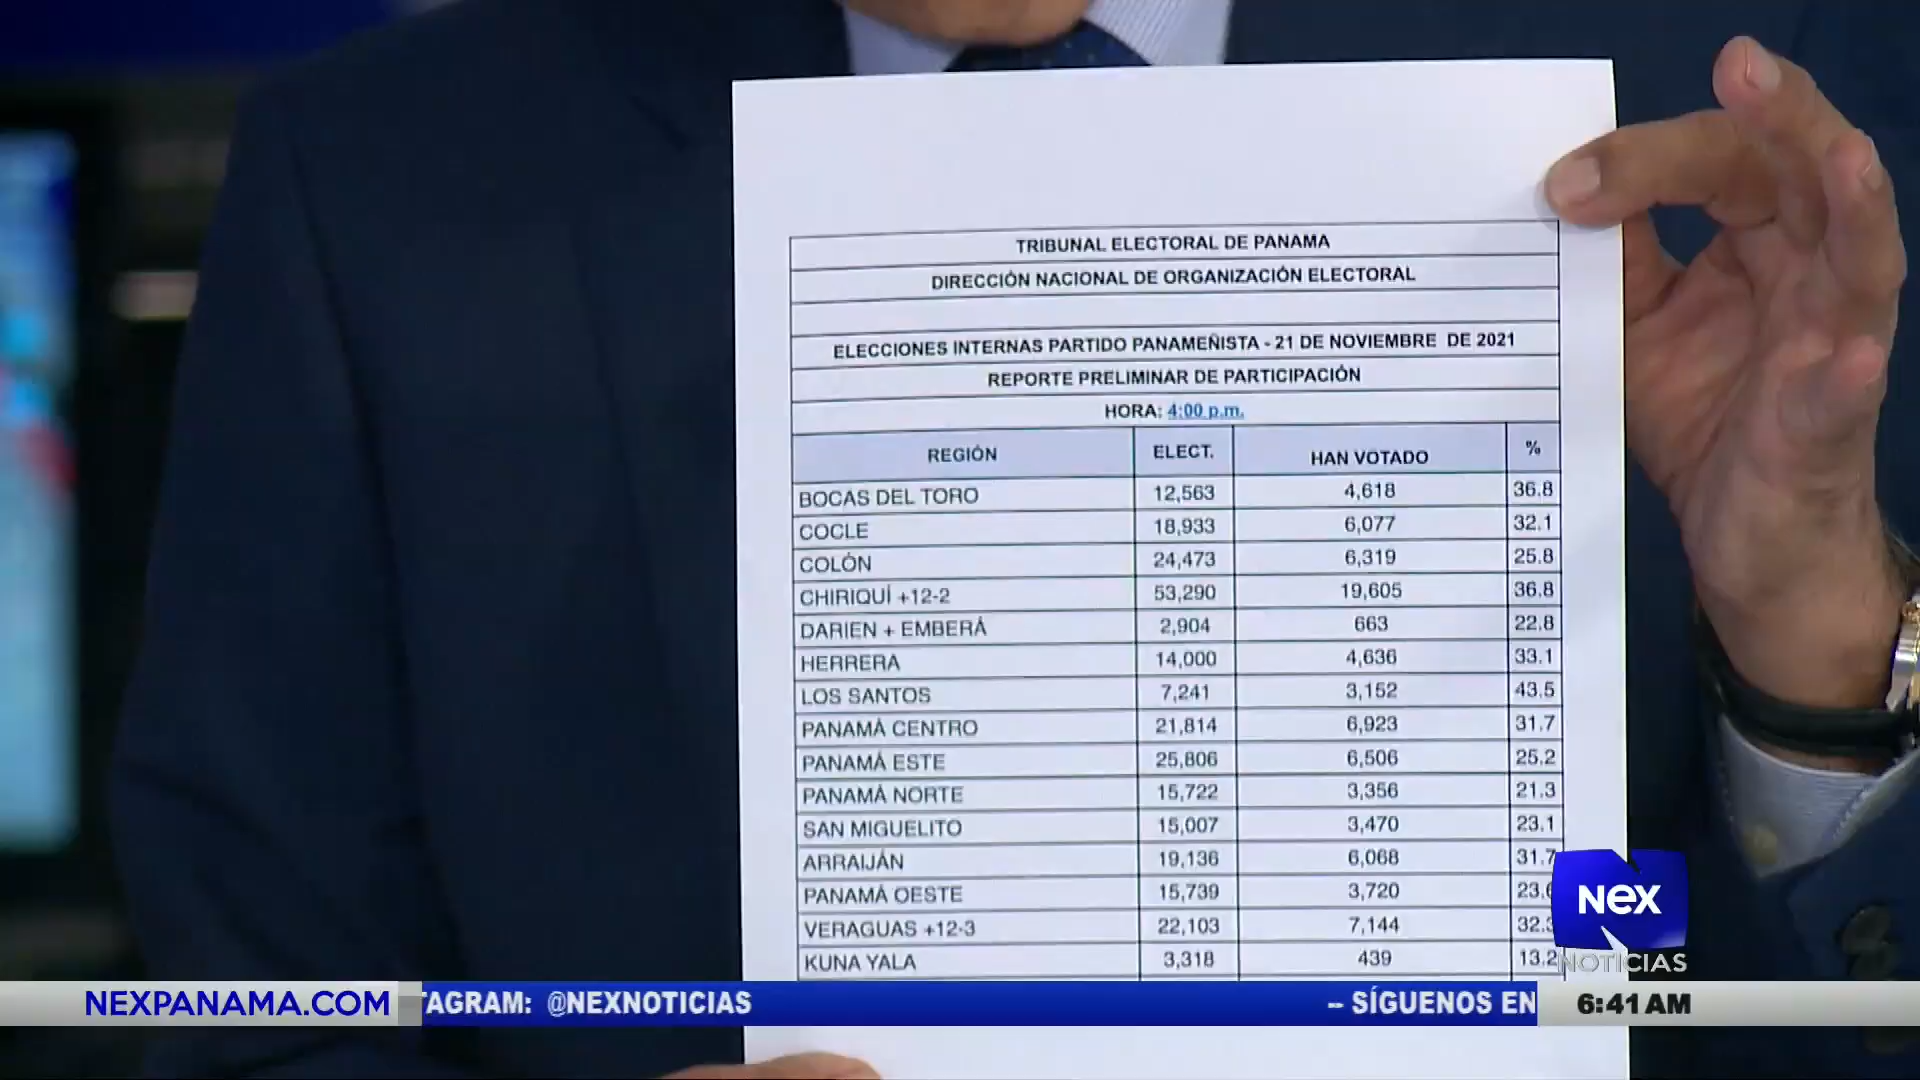 TRIBUNAL ELECTORAL DE PANAMA
DIRECCIÓN NACIONAL DE ORGANIZACIÓN ELECTORAL
ELECCIONES INTERNAS PARTIDO PANAMEÑISTA - 21 DE NOVIEMBRE DE 2021
REPORTE PRELIMINAR DE PARTICIPACIÓN
HORA: 4:00 p.m.
REGIÓN ELECT. HAN VOTADO %
BOCAS DEL TORO 12,563 4,618 36.8
COCLE 18,933 6,077 32.1
COLÓN 24,473 6,319 25.8
CHIRIQUÍ +12-2 53,290 19,605 36.8
DARIEN + EMBERÁ 2,904 663 22.8
HERRERA 14,000 4,636 33.1
LOS SANTOS 7,241 3,152 43.5
PANAMÁ CENTRO 21,814 6,923 31.7
PANAMÁ ESTE 25,806 6,506 25.2
PANAMÁ NORTE 15,722 3,356 21.3
SAN MIGUELITO 15,007 3,470 23.1
ARRAIJÁN 19,136 6,068 31.7
PANAMÁ OESTE 15,739 3,720 23.6
VERAGUAS +12-3 22,103 7,144 32.3
KUNA YALA 3,318 439 13.2
Nex
NOTICIAS
NEXPANAMA.COM TAGRAM: @NEXNOTICIAS -- SÍGUENOS EN 6:41 AM